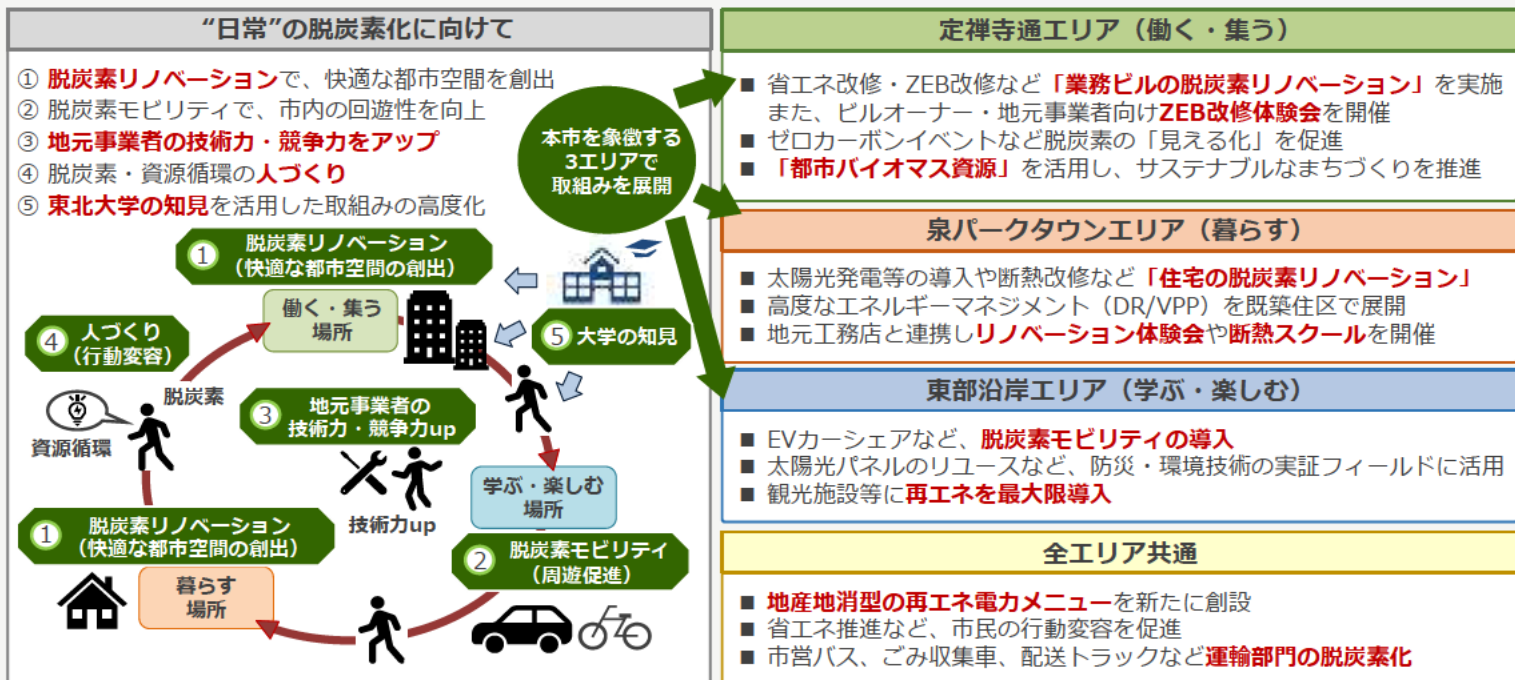 “日常”の脱炭素化に向けて
① 脱炭素リノベーションで、快適な都市空間を創出
② 脱炭素モビリティで、市内の回遊性を向上
③ 地元事業者の技術力・競争力をアップ
④ 脱炭素・資源循環の人づくり
⑤ 東北大学の知見を活用した取組みの高度化
本市を象徴する
3エリアで
取組みを展開
① 脱炭素リノベーション
（快適な都市空間の創出）
働く・集う
場所
④ 人づくり
（行動変容）
⑤ 大学の知見
脱炭素
資源循環
③ 地元事業者の
技術力・競争力up
技術力up
学ぶ・楽しむ
場所
① 脱炭素リノベーション
（快適な都市空間の創出）
② 脱炭素モビリティ
（周遊促進）
暮らす
場所
定禅寺通エリア（働く・集う）
■ 省エネ改修・ZEB改修など「業務ビルの脱炭素リノベーション」を実施
また、ビルオーナー・地元事業者向けZEB改修体験会を開催
■ ゼロカーボンイベントなど脱炭素の「見える化」を促進
■ 「都市バイオマス資源」を活用し、サステナブルなまちづくりを推進
泉パークタウンエリア（暮らす）
■ 太陽光発電等の導入や断熱改修など「住宅の脱炭素リノベーション」
■ 高度なエネルギーマネジメント（DR/VPP）を既築住区で展開
■ 地元工務店と連携しリノベーション体験会や断熱スクールを開催
東部沿岸エリア（学ぶ・楽しむ）
■ EVカーシェアなど、脱炭素モビリティの導入
■ 太陽光パネルのリユースなど、防災・環境技術の実証フィールドに活用
■ 観光施設等に再エネを最大限導入
全エリア共通
■ 地産地消型の再エネ電力メニューを新たに創設
■ 省エネ推進など、市民の行動変容を促進
■ 市営バス、ごみ収集車、配送トラックなど運輸部門の脱炭素化